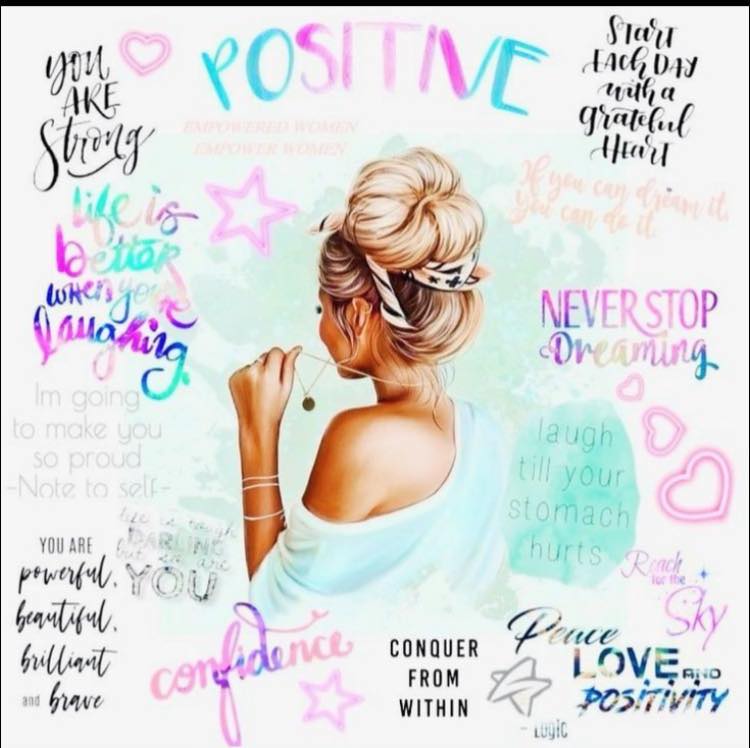 POSITIVE
YOU
ARE
Strong
START
EACH DAY
with a
grateful
HEART
EMPOWERED WOMEN
EMPOWER WOMEN
If you can dream it,
you can do it.
life is
better
when you're
laughing.
NEVER STOP
Dreaming
Im going
to make you
so proud
-Note to self-
laugh
till your
stomach
hurts
life is tough
DARLING
but so are
YOU
YOU ARE
powerful,
beautiful,
brilliant
and brave
Reach
for the
Sky
confidence
CONQUER
FROM
WITHIN
Peace
LOVE AND
POSITIVITY
- LOGIC